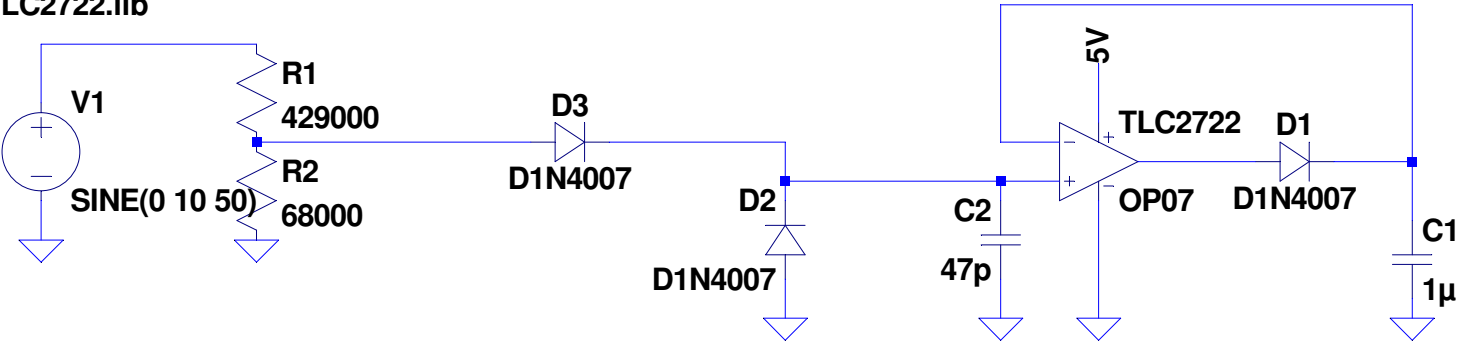 LC2722.lib
V1
SINE(0 10 50)
R1
429000
R2
68000
D3
D1N4007
D2
D1N4007
C2
47p
5V
TLC2722
OP07
D1
D1N4007
C1
1µ